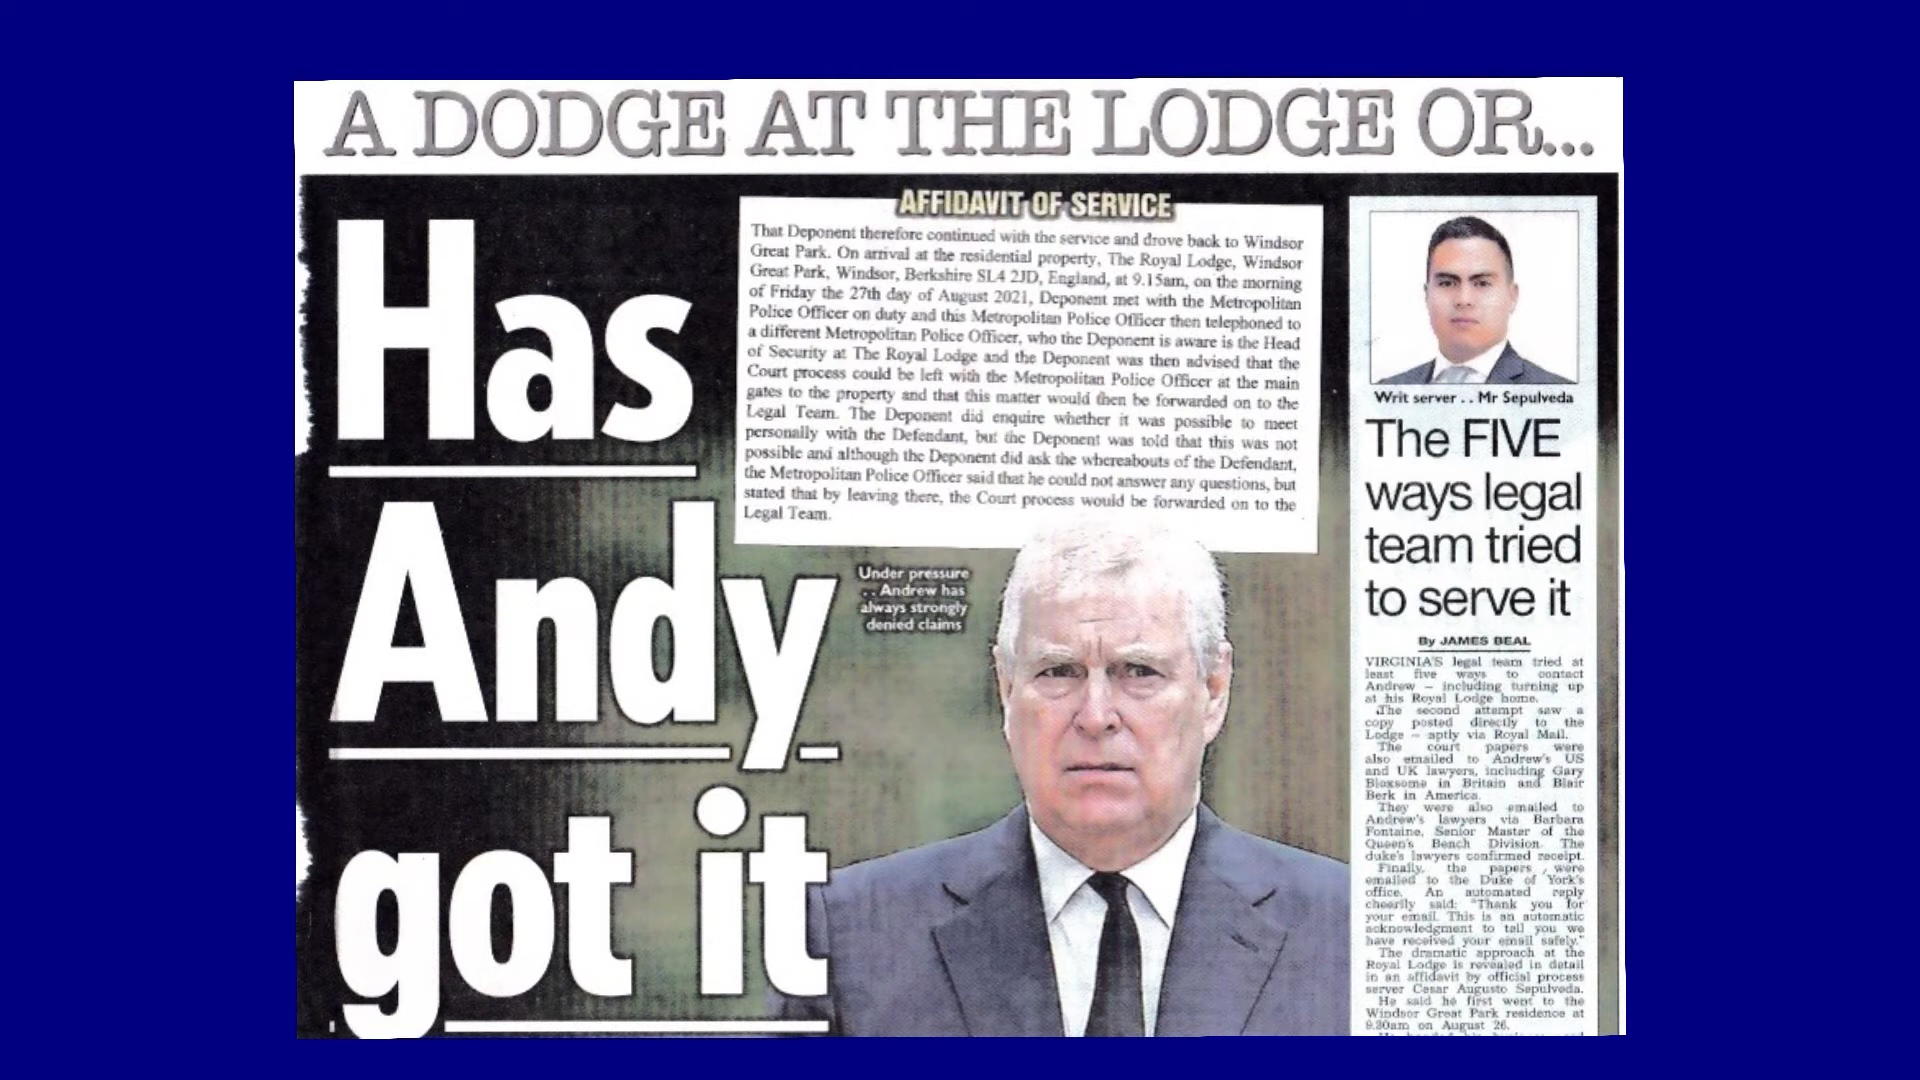 A DODGE AT THE LODGE OR...
Has
Andy
got it
AFFIDAVIT OF SERVICE
That Deponent therefore continued with the service and drove back to Windsor
Great Park. On arrival at the residential property, The Royal Lodge, Windsor
Great Park, Windsor, Berkshire SL4 2JD, England, at 9.15am, on the morning
of Friday the 27th day of August 2021, Deponent met with the Metropolitan
Police Officer on duty and this Metropolitan Police Officer then telephoned to
a different Metropolitan Police Officer, who the Deponent is aware is the Head
of Security at The Royal Lodge and the Deponent was then advised that the
Court process could be left with the Metropolitan Police Officer at the main
gates to the property and that this matter would then be forwarded on to the
Legal Team. The Deponent did enquire whether it was possible to meet
personally with the Defendant, but the Deponent was told that this was not
possible and although the Deponent did ask the whereabouts of the Defendant,
the Metropolitan Police Officer said that he could not answer any questions, but
stated that by leaving there, the Court process would be forwarded on to the
Legal Team.
Under pressure
. . Andrew has
always strongly
denied claims
Writ server . . Mr Sepulveda
The FIVE
ways legal
team tried
to serve it
By JAMES BEAL
VIRGINIA'S legal team tried at
least five ways to contact
Andrew – including turning up
at his Royal Lodge home.
The second attempt saw a
copy posted directly to the
Lodge – aptly via Royal Mail.
The court papers were
also emailed to Andrew's US
and UK lawyers, including Gary
Bloxsome in Britain and Blair
Berk in America.
They were also emailed to
Andrew's lawyers via Barbara
Fontaine, Senior Master of the
Queen's Bench Division. The
duke's lawyers confirmed receipt.
Finally, the papers were
emailed to the Duke of York's
office. An automated reply
cheerily said: "Thank you for
your email. This is an automatic
acknowledgment to tell you we
have received your email safely."
The dramatic approach at the
Royal Lodge is revealed in detail
in an affidavit by official process
server Cesar Augusto Sepulveda.
He said he first went to the
Windsor Great Park residence at
9.30am on August 26.